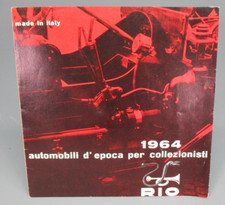 made in italy
1964
automobili d'epoca per collezionisti
RIO